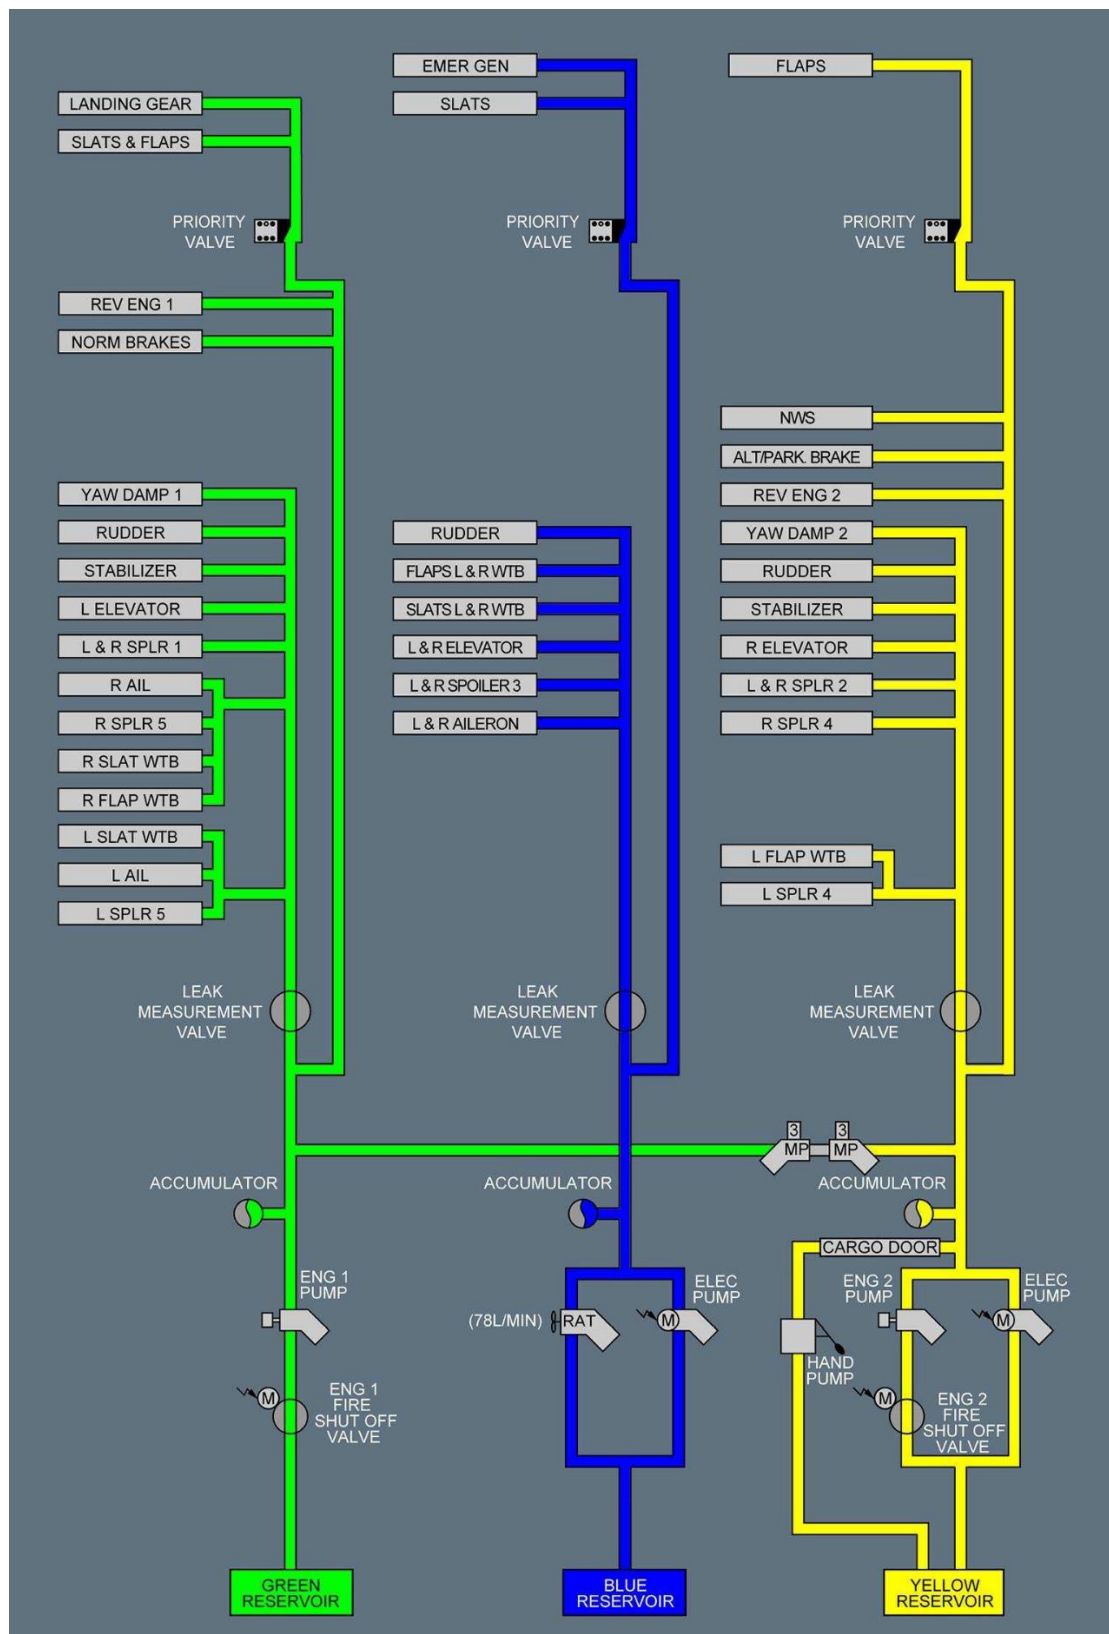 EMER GEN
FLAPS
LANDING GEAR
SLATS
SLATS & FLAPS
PRIORITY
VALVE
PRIORITY
VALVE
PRIORITY
VALVE
REV ENG 1
NORM BRAKES
NWS
ALT/PARK. BRAKE
YAW DAMP 1
REV ENG 2
RUDDER
RUDDER
YAW DAMP 2
STABILIZER
FLAPS L & R WTB
RUDDER
L ELEVATOR
SLATS L & R WTB
STABILIZER
L & R SPLR 1
L & R ELEVATOR
R ELEVATOR
R AIL
L & R SPOILER 3
L & R SPLR 2
R SPLR 5
L & R AILERON
R SPLR 4
R SLAT WTB
R FLAP WTB
L SLAT WTB
L FLAP WTB
L AIL
L SPLR 4
L SPLR 5
LEAK
MEASUREMENT
VALVE
LEAK
MEASUREMENT
VALVE
LEAK
MEASUREMENT
VALVE
3
3
MP
MP
ACCUMULATOR
ACCUMULATOR
ACCUMULATOR
CARGO DOOR
ENG 1
PUMP
ELEC
PUMP
ENG 2
PUMP
ELEC
PUMP
(78L/MIN)
RAT
M
M
HAND
PUMP
M
ENG 1
FIRE
SHUT OFF
VALVE
M
ENG 2
FIRE
SHUT OFF
VALVE
GREEN
RESERVOIR
BLUE
RESERVOIR
YELLOW
RESERVOIR